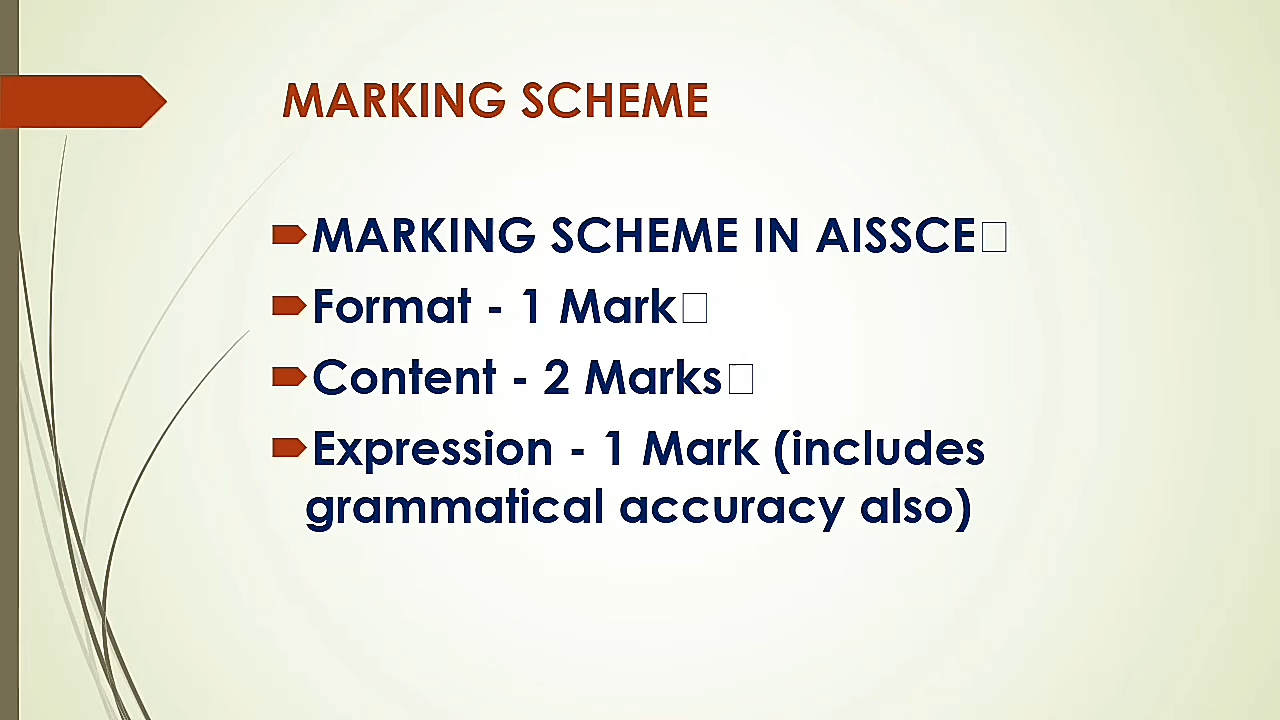 MARKING SCHEME
MARKING SCHEME IN AISSCE□
Format - 1 Mark□
Content - 2 Marks□
Expression - 1 Mark (includes
grammatical accuracy also)